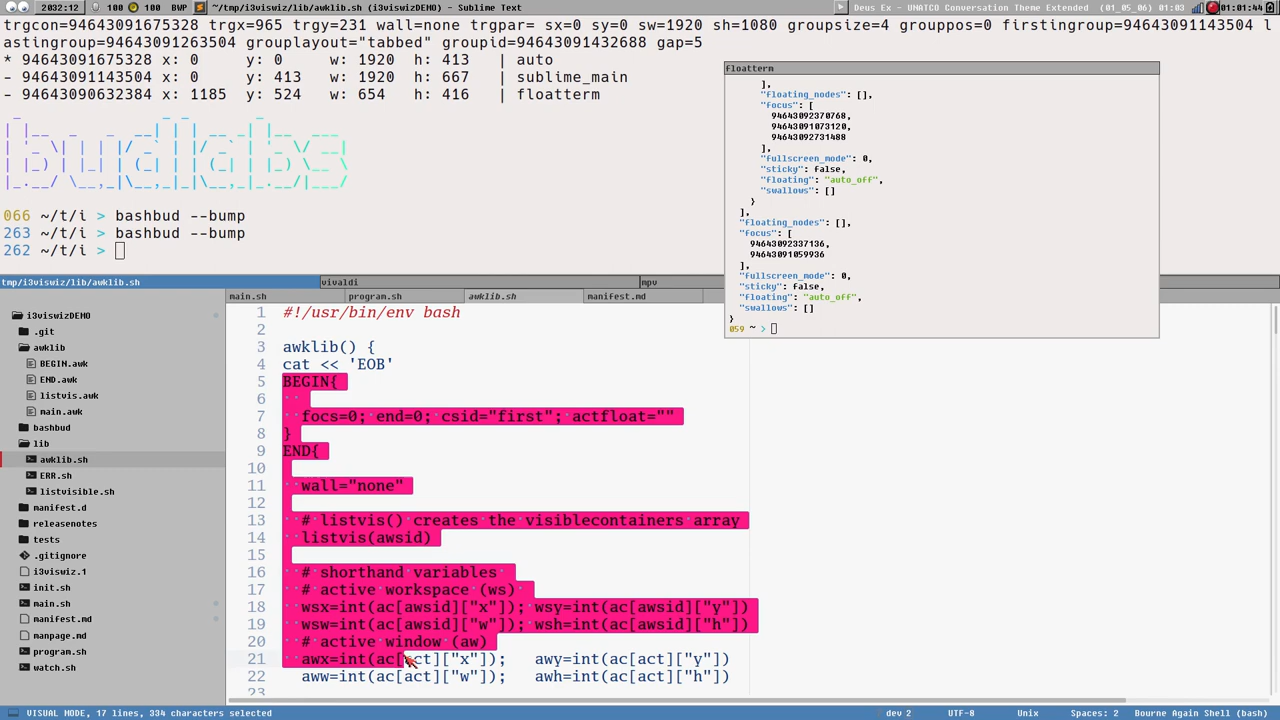 2032:12 100 100 BWP ~/tmp/i3viswiz/lib/awklib.sh (i3viswizDEMO) - Sublime Text
Deus Ex - UNATCO Conversation Theme Extended (01_05_06) 01:03 01:01:44
trgcon=94643091675328 trgx=965 trgy=231 wall=none trgpar= sx=0 sy=0 sw=1920 sh=1080 groupsize=4 grouppos=0 firstingroup=94643091143504 l
astingroup=94643091263504 grouplayout="tabbed" groupid=94643091432688 gap=5
* 94643091675328 x: 0 y: 0 w: 1920 h: 413 | auto
- 94643091143504 x: 0 y: 413 w: 1920 h: 667 | sublime_main
- 94643090632384 x: 1185 y: 524 w: 654 h: 416 | floatterm
budlabs
066 ~/t/i > bashbud --bump
263 ~/t/i > bashbud --bump
262 ~/t/i >
floatterm
],
"floating_nodes": [],
"focus": [
94643092370768,
94643091073120,
94643092731488
],
"fullscreen_mode": 0,
"sticky": false,
"floating": "auto_off",
"swallows": []
}
],
"floating_nodes": [],
"focus": [
94643092337136,
94643091059936
],
"fullscreen_mode": 0,
"sticky": false,
"floating": "auto_off",
"swallows": []
}
059 ~ >
tmp/i3viswiz/lib/awklib.sh vivaldi mpv
main.sh program.sh awklib.sh manifest.md
i3viswizDEMO
.git
awklib
BEGIN.awk
END.awk
listvis.awk
main.awk
bashbud
lib
awklib.sh
ERR.sh
listvisible.sh
manifest.d
releasenotes
tests
.gitignore
i3viswiz.1
init.sh
main.sh
manifest.md
manpage.md
program.sh
watch.sh
1 #!/usr/bin/env bash
2
3 awklib() {
4 cat << 'EOB'
5 BEGIN{
6
7 focs=0; end=0; csid="first"; actfloat=""
8 }
9 END{
10
11 wall="none"
12
13 # listvis() creates the visiblecontainers array
14 listvis(awsid)
15
16 # shorthand variables
17 # active workspace (ws)
18 wsx=int(ac[awsid]["x"]); wsy=int(ac[awsid]["y"])
19 wsw=int(ac[awsid]["w"]); wsh=int(ac[awsid]["h"])
20 # active window (aw)
21 awx=int(ac[act]["x"]); awy=int(ac[act]["y"])
22 aww=int(ac[act]["w"]); awh=int(ac[act]["h"])
23
VISUAL MODE, 17 lines, 334 characters selected dev 2 UTF-8 Unix Spaces: 2 Bourne Again Shell (bash)